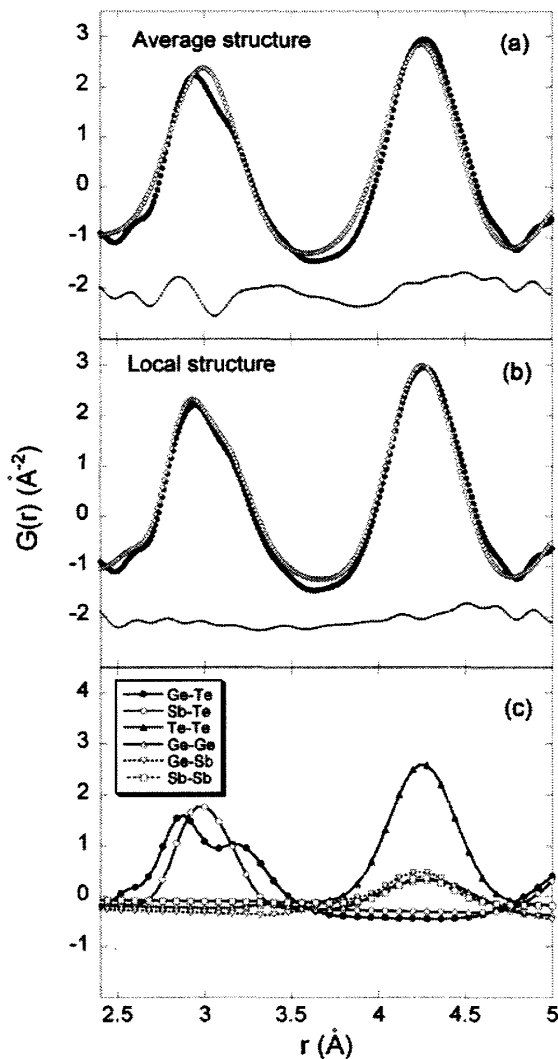 Average structure (a)
3
2
1
0
-1
-2
Local structure (b)
3
2
1
0
-1
-2
G(r) (Å-2)
(c)
Ge-Te
Sb-Te
Te-Te
Ge-Ge
Ge-Sb
Sb-Sb
4
3
2
1
0
-1
2.5 3 3.5 4 4.5 5
r (Å)